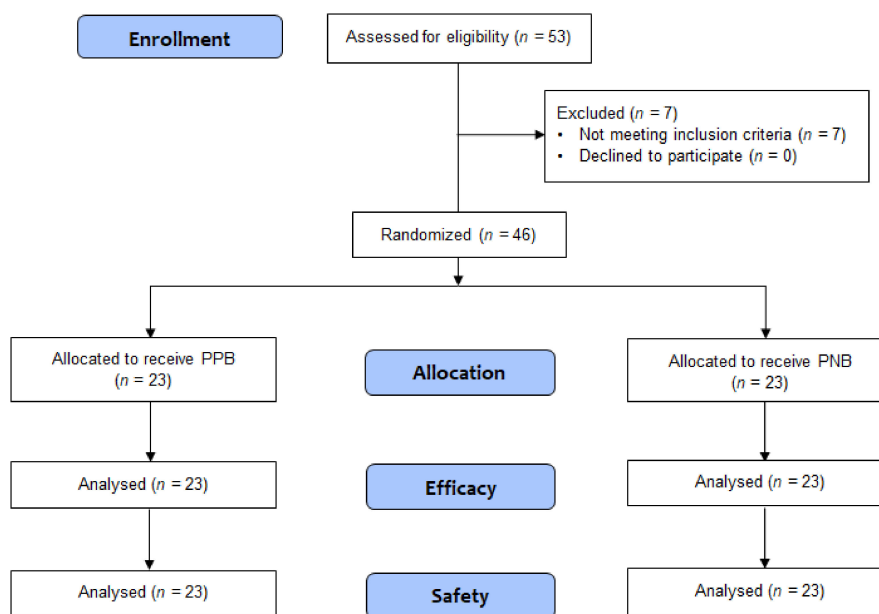 Enrollment
Assessed for eligibility (n = 53)
Excluded (n = 7)
• Not meeting inclusion criteria (n = 7)
• Declined to participate (n = 0)
Randomized (n = 46)
Allocated to receive PPB
(n = 23)
Allocation
Allocated to receive PNB
(n = 23)
Analysed (n = 23)
Efficacy
Analysed (n = 23)
Analysed (n = 23)
Safety
Analysed (n = 23)